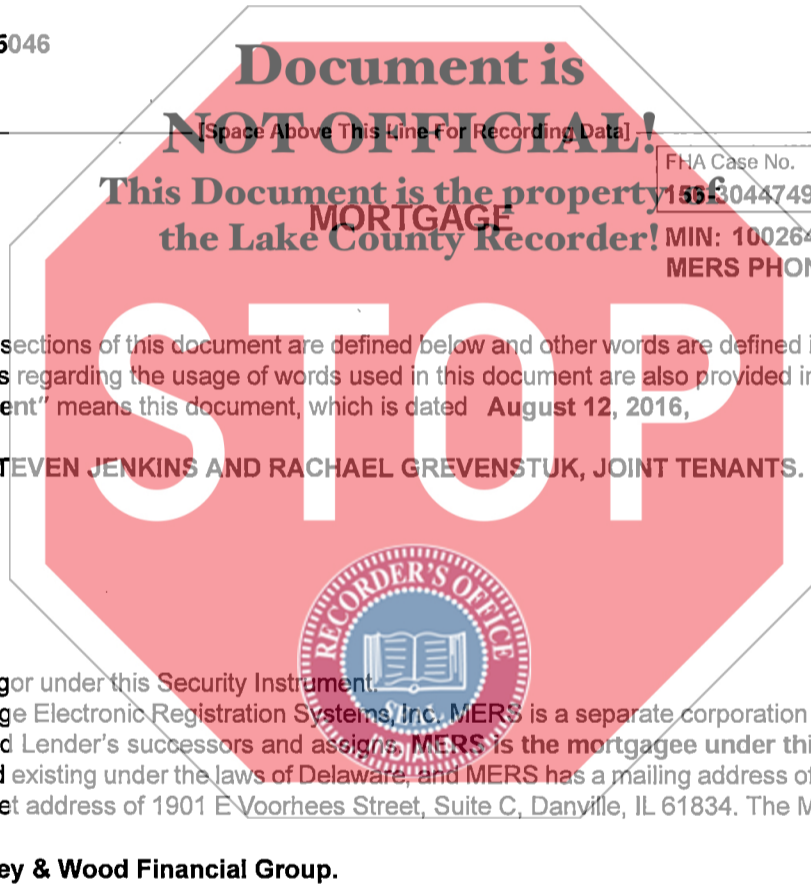 6046
Document is
NOT OFFICIAL!
[Space Above This Line For Recording Data]
This Document is the property of
the Lake County Recorder!
FHA Case No.
MORTGAGE
MIN: 10026
MERS PHON
STOP
sections of this document are defined below and other words are defined i
s regarding the usage of words used in this document are also provided in
ent” means this document, which is dated August 12, 2016,
TEVEN JENKINS AND RACHAEL GREVENSTUK, JOINT TENANTS.
RECORDER'S OFFICE
SEAL
INDIANA
gor under this Security Instrument.
ge Electronic Registration Systems, Inc. MERS is a separate corporation
d Lender's successors and assigns. MERS is the mortgagee under thi
d existing under the laws of Delaware, and MERS has a mailing address of
et address of 1901 E Voorhees Street, Suite C, Danville, IL 61834. The M
ey & Wood Financial Group.